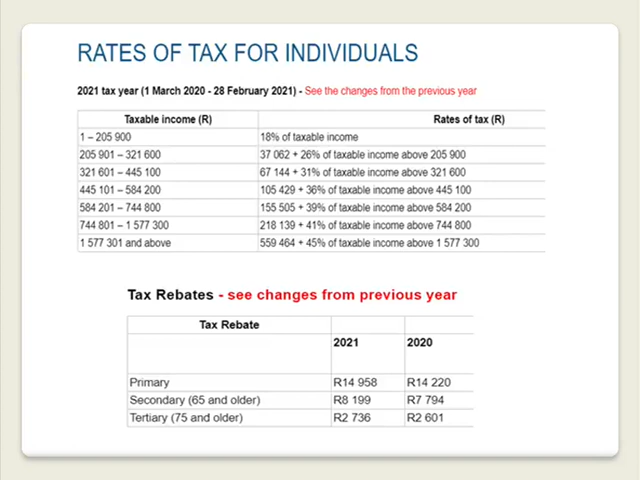 RATES OF TAX FOR INDIVIDUALS
2021 tax year (1 March 2020 - 28 February 2021) - See the changes from the previous year
Taxable income (R) Rates of tax (R)
1 – 205 900 18% of taxable income
205 901 – 321 600 37 062 + 26% of taxable income above 205 900
321 601 – 445 100 67 144 + 31% of taxable income above 321 600
445 101 – 584 200 105 429 + 36% of taxable income above 445 100
584 201 – 744 800 155 505 + 39% of taxable income above 584 200
744 801 – 1 577 300 218 139 + 41% of taxable income above 744 800
1 577 301 and above 559 464 + 45% of taxable income above 1 577 300
Tax Rebates - see changes from previous year
Tax Rebate
2021 2020
Primary R14 958 R14 220
Secondary (65 and older) R8 199 R7 794
Tertiary (75 and older) R2 736 R2 601